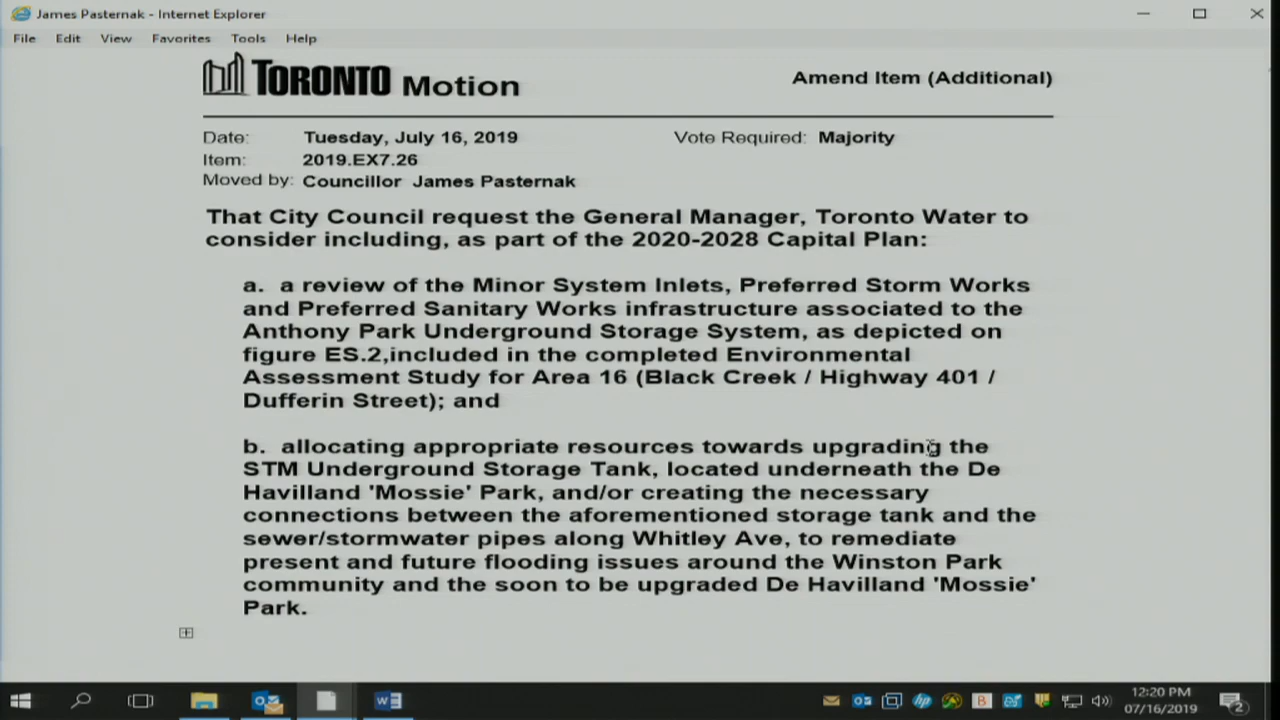 James Pasternak - Internet Explorer
File Edit View Favorites Tools Help
TORONTO Motion
Amend Item (Additional)
Date: Tuesday, July 16, 2019 Vote Required: Majority
Item: 2019.EX7.26
Moved by: Councillor James Pasternak
That City Council request the General Manager, Toronto Water to
consider including, as part of the 2020-2028 Capital Plan:
a. a review of the Minor System Inlets, Preferred Storm Works
and Preferred Sanitary Works infrastructure associated to the
Anthony Park Underground Storage System, as depicted on
figure ES.2,included in the completed Environmental
Assessment Study for Area 16 (Black Creek / Highway 401 /
Dufferin Street); and
b. allocating appropriate resources towards upgrading the
STM Underground Storage Tank, located underneath the De
Havilland 'Mossie' Park, and/or creating the necessary
connections between the aforementioned storage tank and the
sewer/stormwater pipes along Whitley Ave, to remediate
present and future flooding issues around the Winston Park
community and the soon to be upgraded De Havilland 'Mossie'
Park.
12:20 PM
07/16/2019
2